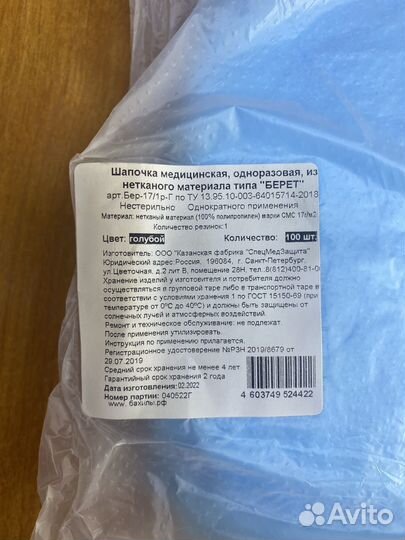 Шапочка медицинская, одноразовая, из
нетканого материала типа "БЕРЕТ"
арт.Бер-17/1р-Г по ТУ 13.95.10-003-64015714-2018
Нестерильно Однократного применения
Материал: нетканый материал (100% полипропилен) марки СМС 17г/м2
Количество резинок: 1
Цвет: голубой Количество: 100 шт.
Изготовитель: ООО "Казанская фабрика "СпецМедЗащита"
Юридический адрес:Россия, 196084, г. Санкт-Петербург,
ул.Цветочная, д.2 лит В, помещение 28Н, тел.:8(812)400-81-0
Хранение изделий у изготовителя и потребителя должно
осуществляться в групповой таре либо в транспортной таре в
соответствии с условиями хранения 1 по ГОСТ 15150-69 (при
температуре от 0ºС до 40ºС) и должны быть защищены от
солнечных лучей и атмосферных воздействий.
Ремонт и техническое обслуживание: не подлежат.
После применения утилизировать.
Инструкция по применению прилагается.
Регистрационное удостоверение №РЗН 2019/8679 от
29.07.2019
Средний срок хранения не менее 4 лет
Гарантийный срок хранения 2 года
Дата изготовления: 02.2022
Номер партии: 040522Г
www.бахилы.рф
4 603749 524422
Avito